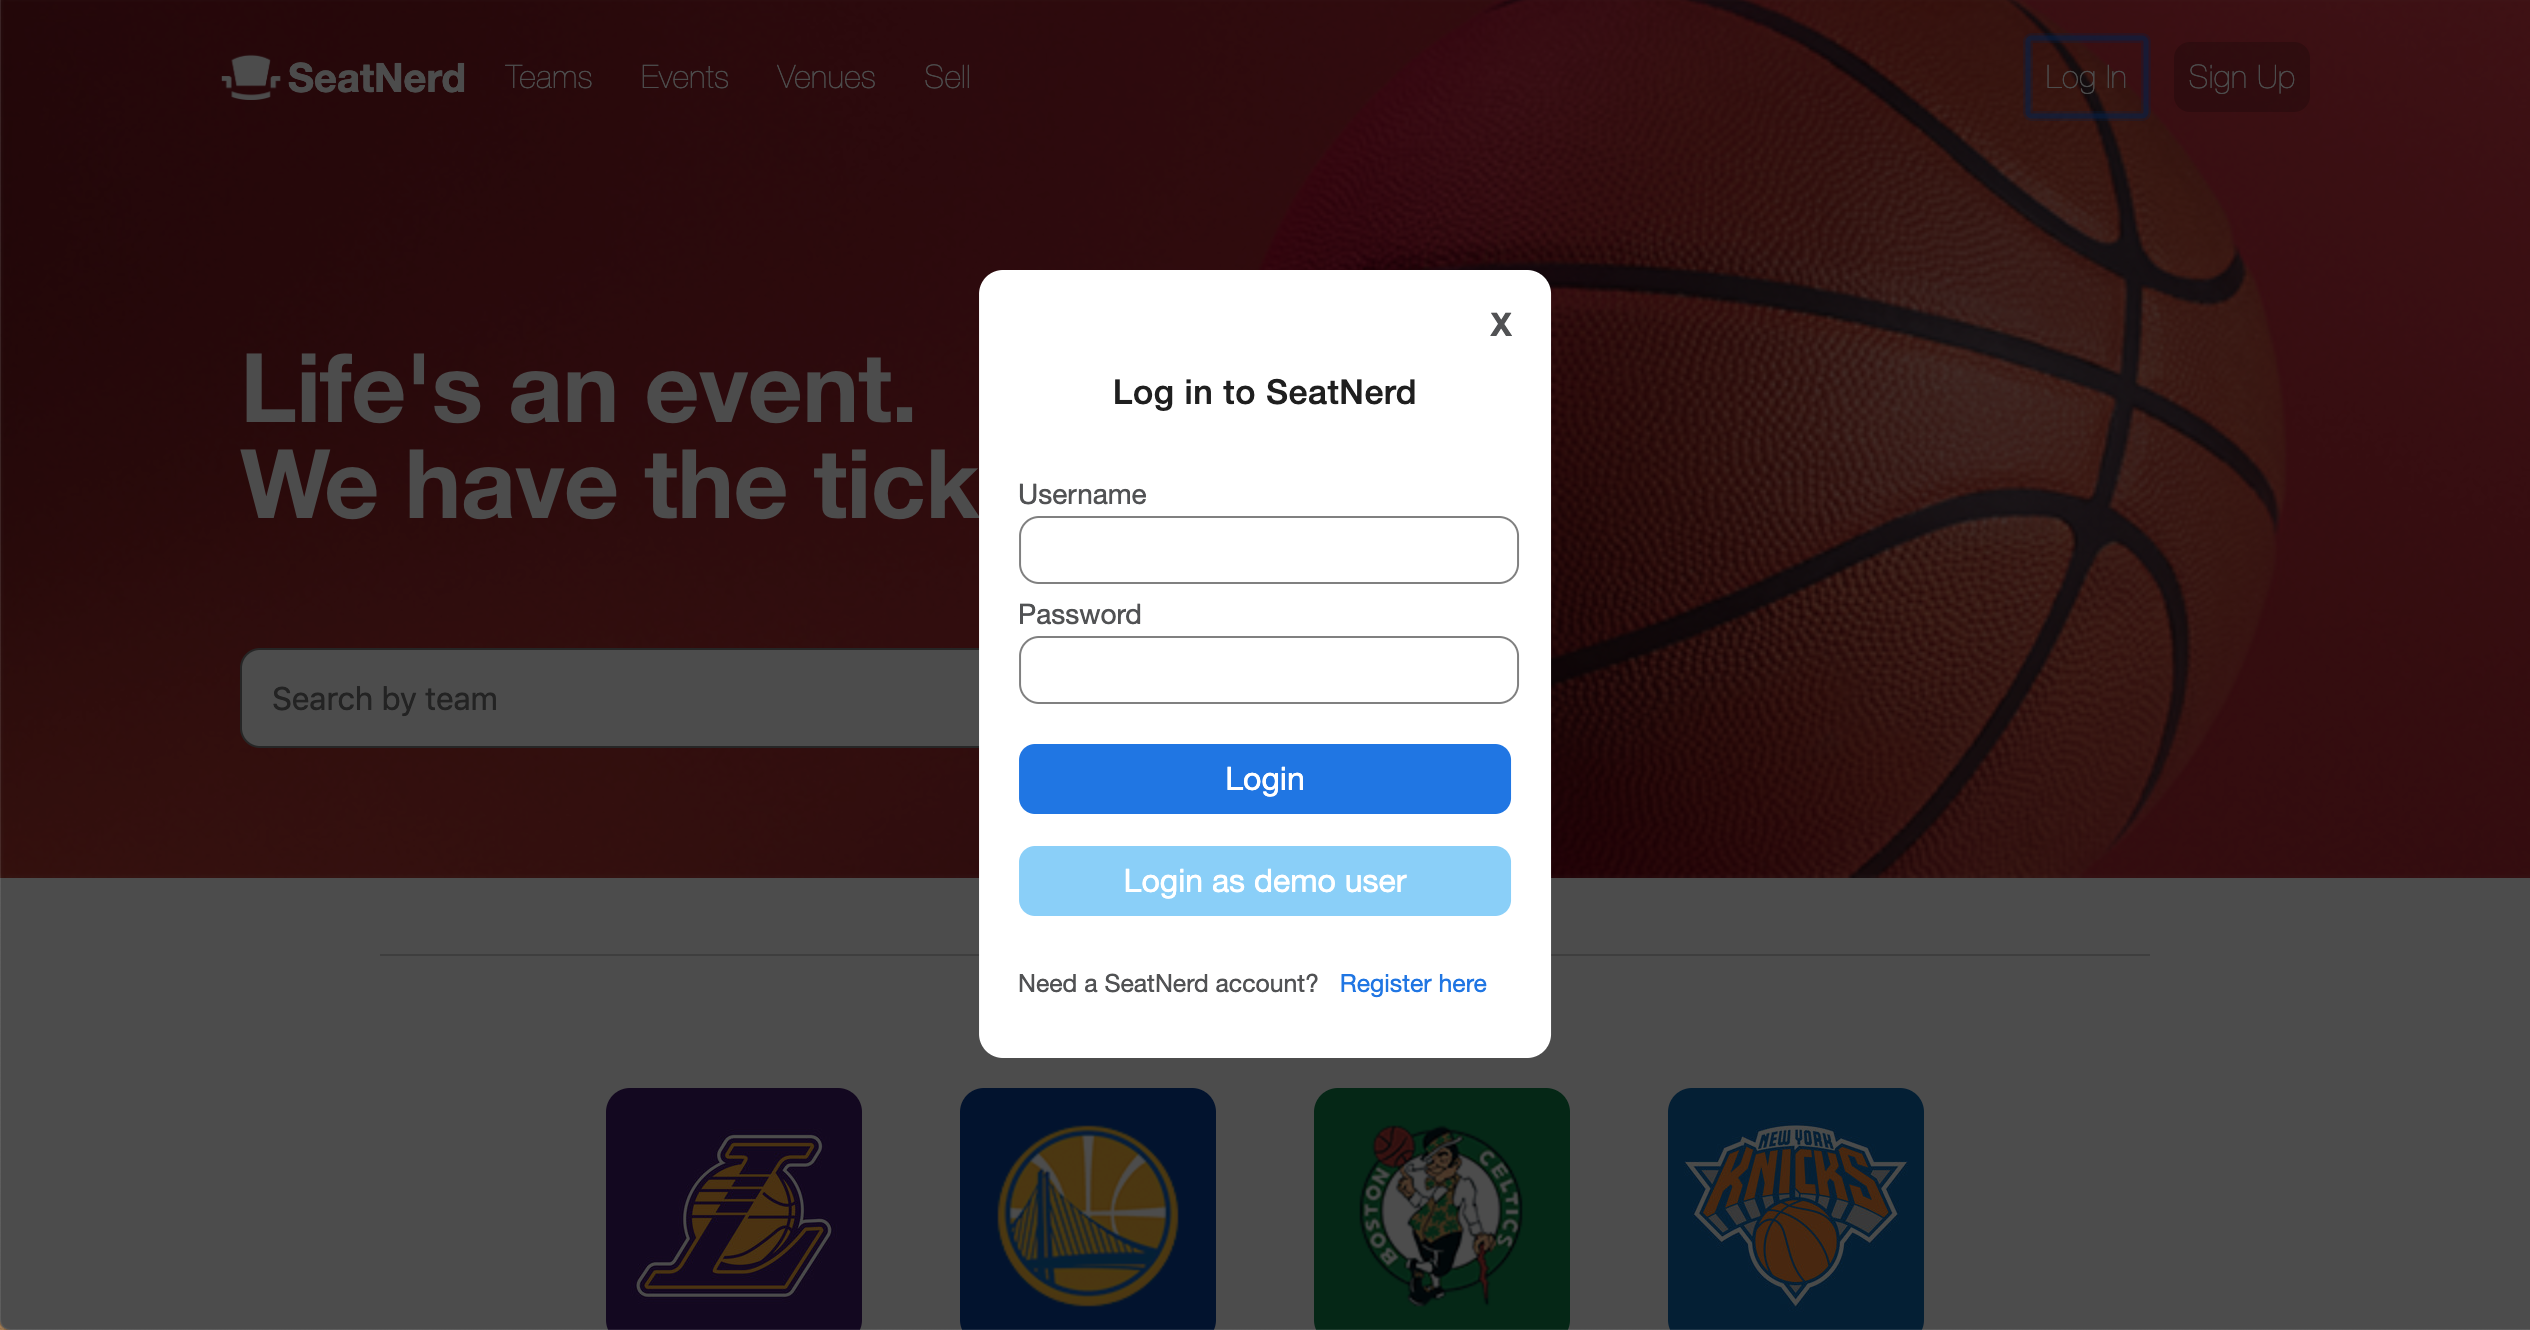 SeatNerd Teams Events Venues Sell Log In Sign Up
Life's an event.
We have the tick
Search by team
X
Log in to SeatNerd
Username
Password
Login
Login as demo user
Need a SeatNerd account? Register here
BOSTON CELTICS
NEW YORK
KNICKS